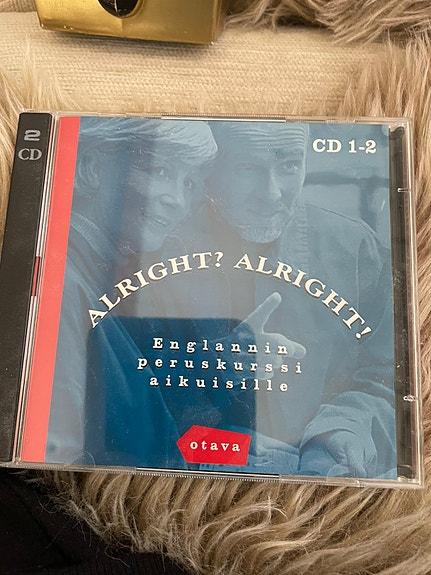 2
CD
CD 1-2
ALRIGHT? ALRIGHT!
Englannin
peruskurssi
aikuisille
otava